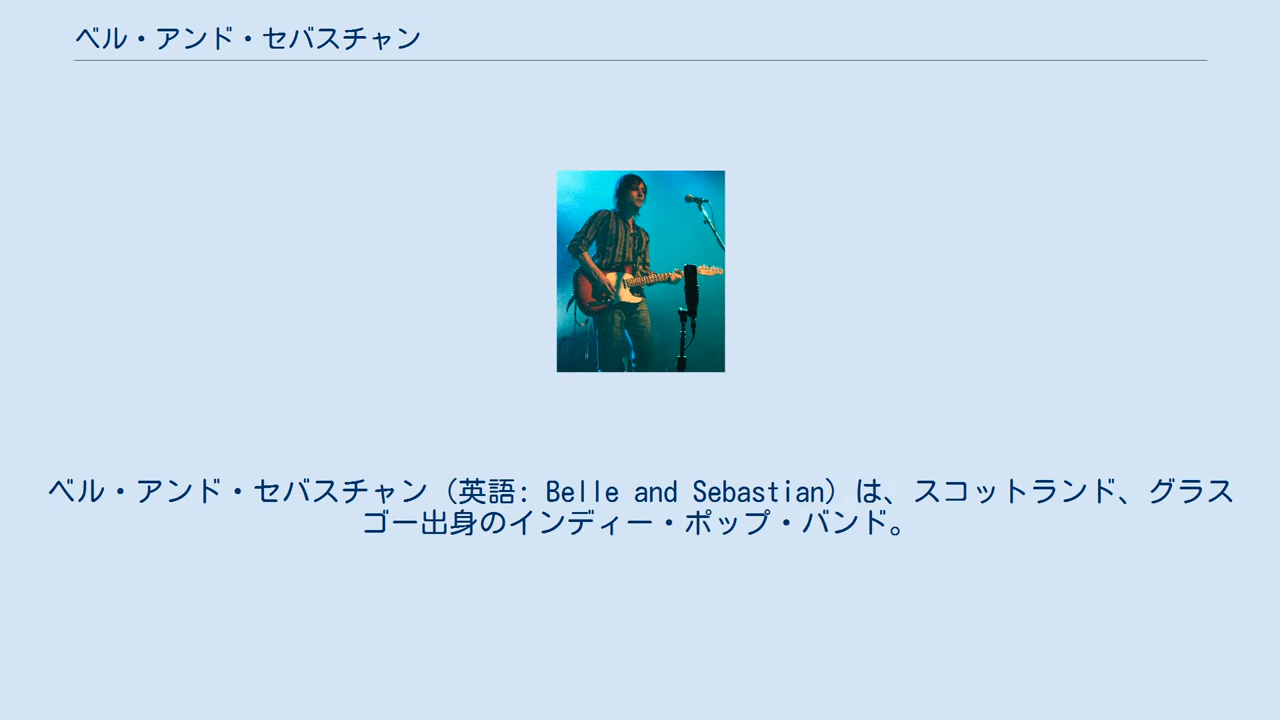 ベル・アンド・セバスチャン
ベル・アンド・セバスチャン（英語: Belle and Sebastian）は、スコットランド、グラス
ゴー出身のインディー・ポップ・バンド。